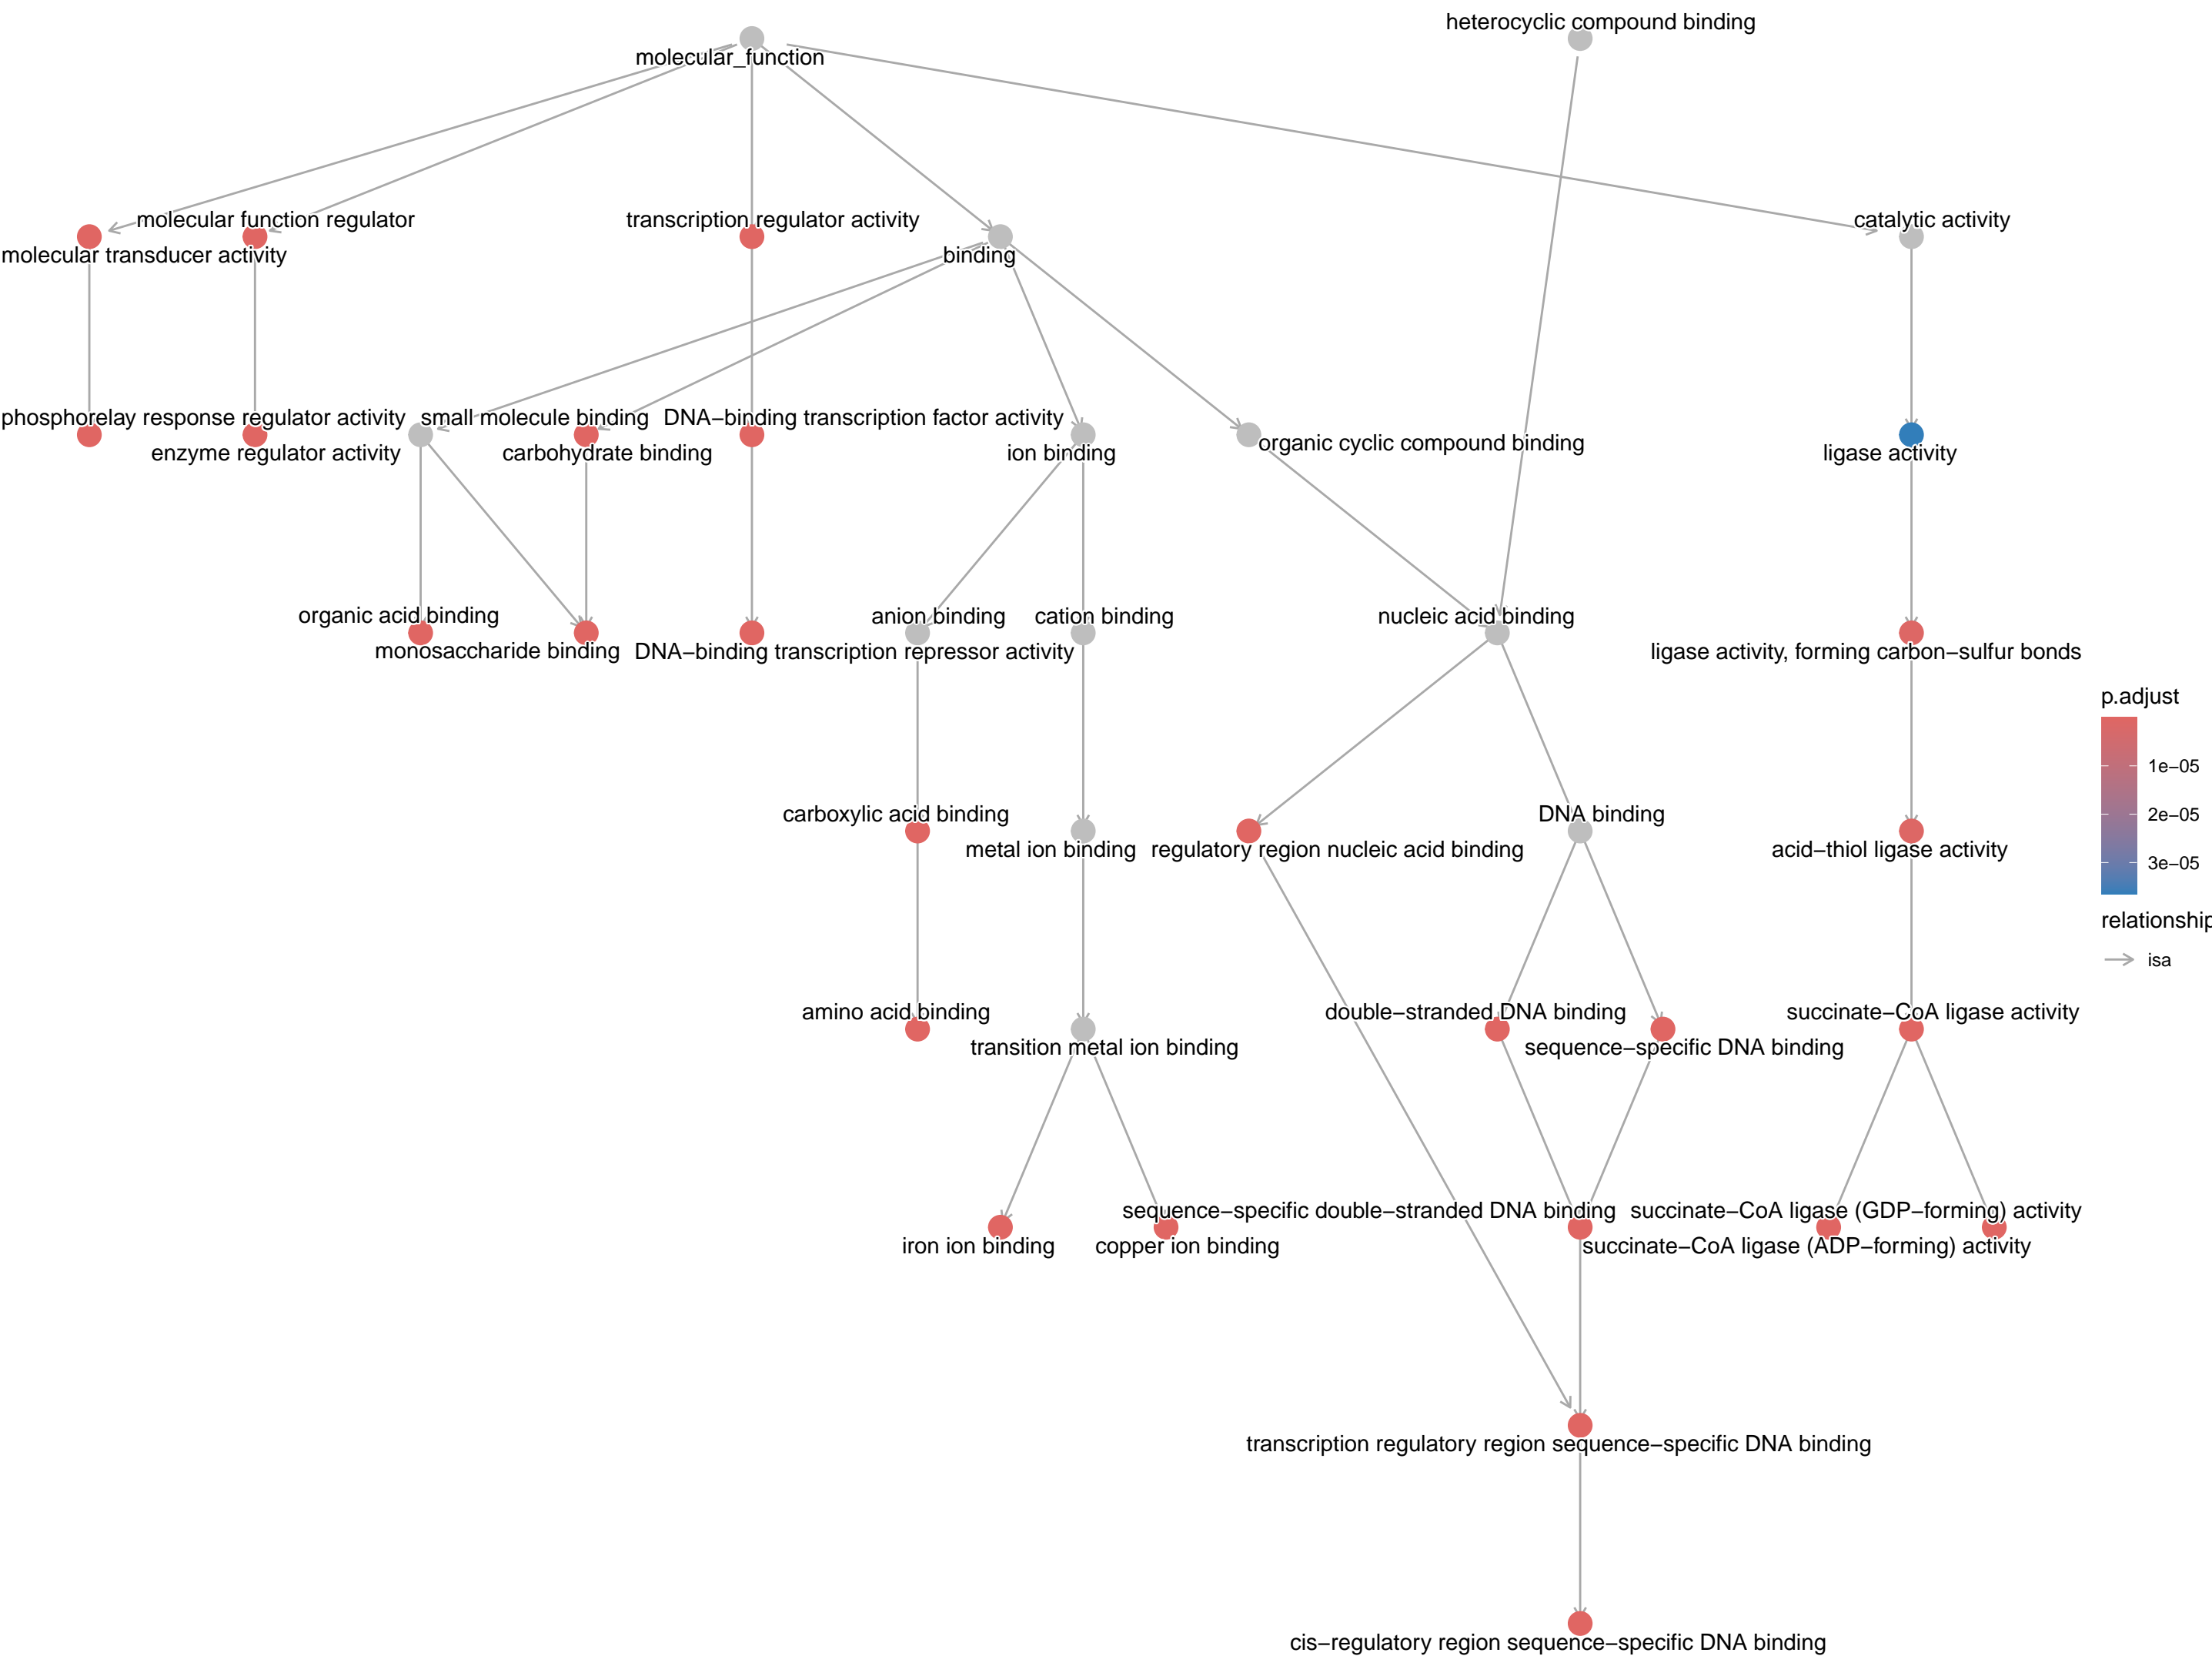 heterocyclic compound binding
molecular_function
molecular function regulator
transcription regulator activity
catalytic activity
molecular transducer activity
binding
phosphorelay response regulator activity
small molecule binding
DNA−binding transcription factor activity
organic cyclic compound binding
enzyme regulator activity
carbohydrate binding
ion binding
ligase activity
organic acid binding
anion binding
cation binding
nucleic acid binding
monosaccharide binding
DNA−binding transcription repressor activity
ligase activity, forming carbon−sulfur bonds
p.adjust
1e−05
2e−05
3e−05
carboxylic acid binding
DNA binding
metal ion binding
regulatory region nucleic acid binding
acid−thiol ligase activity
relationship
isa
amino acid binding
double−stranded DNA binding
succinate−CoA ligase activity
transition metal ion binding
sequence−specific DNA binding
sequence−specific double−stranded DNA binding
succinate−CoA ligase (GDP−forming) activity
iron ion binding
copper ion binding
succinate−CoA ligase (ADP−forming) activity
transcription regulatory region sequence−specific DNA binding
cis−regulatory region sequence−specific DNA binding